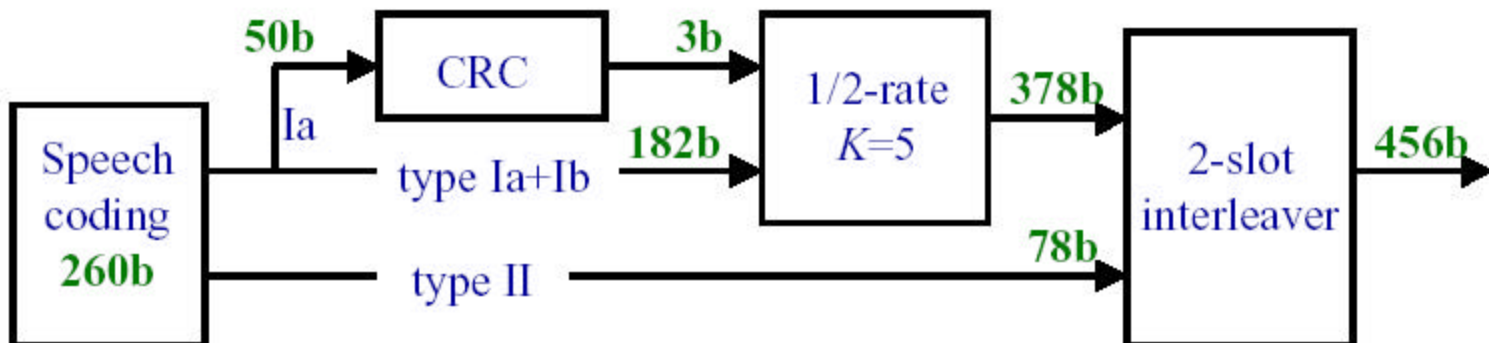 50b
CRC
3b
1/2-rate
K=5
378b
Ia
Speech
coding
260b
type Ia+Ib
182b
2-slot
interleaver
456b
type II
78b